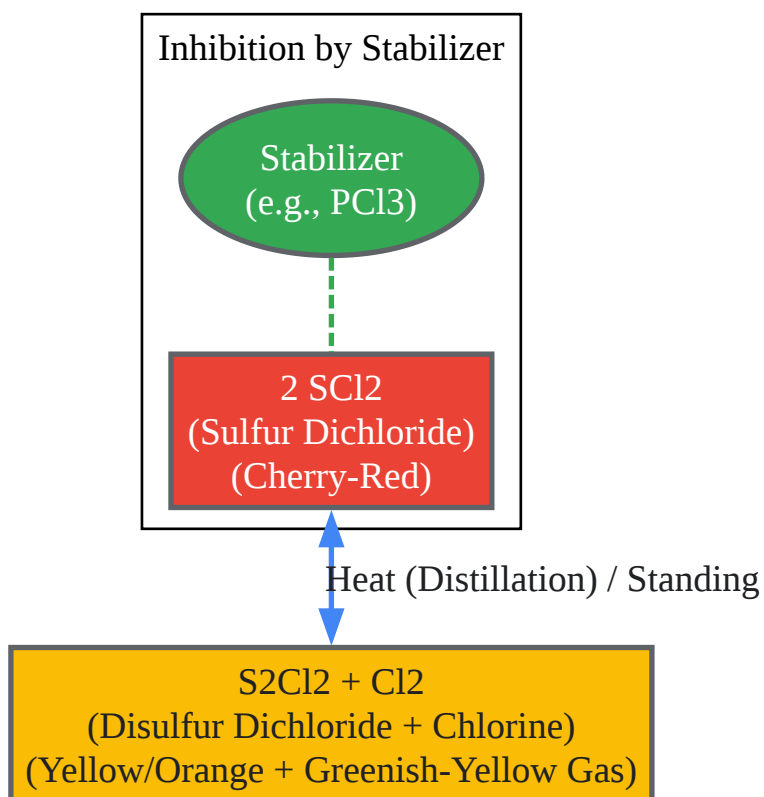 Inhibition by Stabilizer
Stabilizer
(e.g., PCl3)
2 SCl2
(Sulfur Dichloride)
(Cherry-Red)
Heat (Distillation) / Standing
S2Cl2 + Cl2
(Disulfur Dichloride + Chlorine)
(Yellow/Orange + Greenish-Yellow Gas)